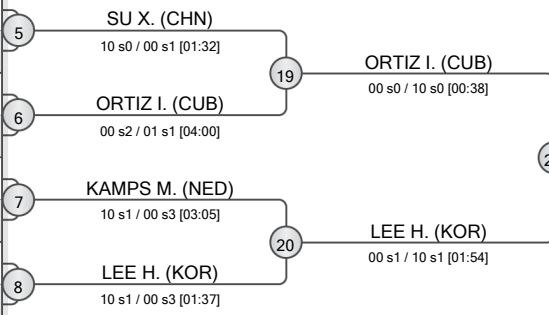 5
SU X. (CHN)
10 s0 / 00 s1 [01:32]
19
ORTIZ I. (CUB)
00 s0 / 10 s0 [00:38]
6
ORTIZ I. (CUB)
00 s2 / 01 s1 [04:00]
7
KAMPS M. (NED)
10 s1 / 00 s3 [03:05]
20
LEE H. (KOR)
00 s1 / 10 s1 [01:54]
8
LEE H. (KOR)
10 s1 / 00 s3 [01:37]